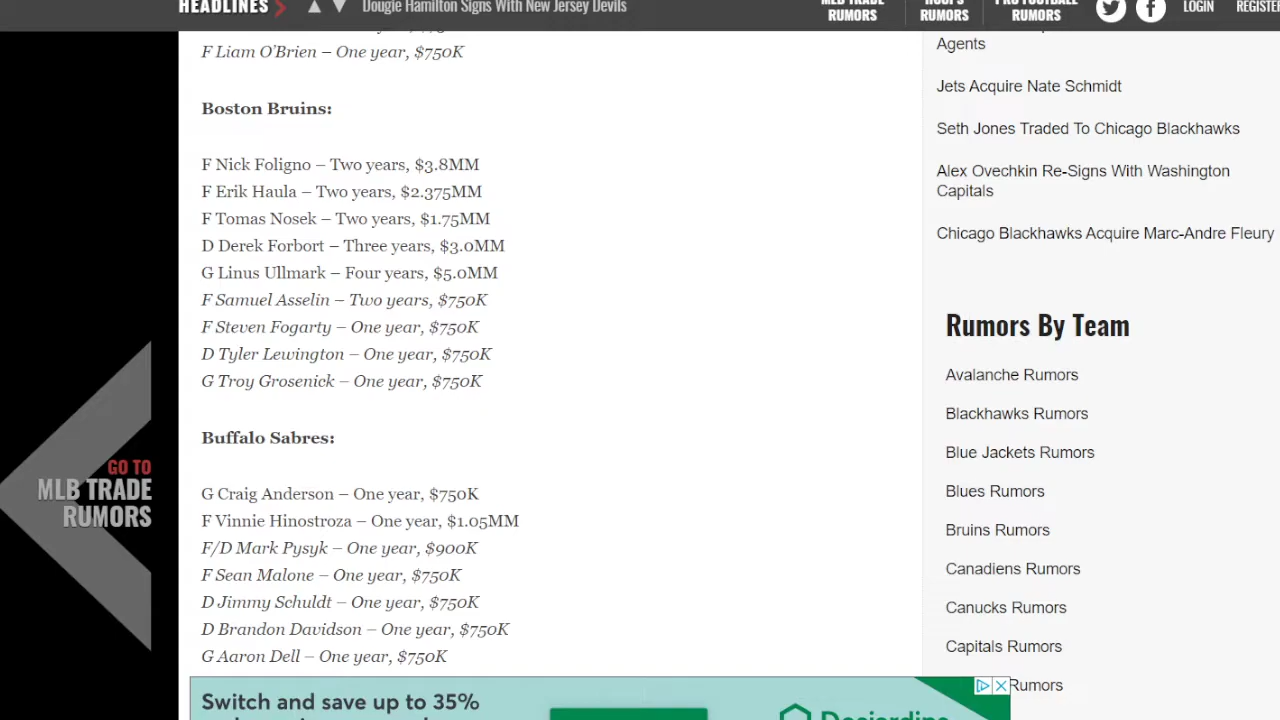 HEADLINES
Dougie Hamilton Signs With New Jersey Devils
MLB TRADE
RUMORS
HOOPS
RUMORS
PRO FOOTBALL
RUMORS
LOGIN
REGISTER
F Liam O’Brien – One year, $750K
Boston Bruins:
F Nick Foligno – Two years, $3.8MM
F Erik Haula – Two years, $2.375MM
F Tomas Nosek – Two years, $1.75MM
D Derek Forbort – Three years, $3.0MM
G Linus Ullmark – Four years, $5.0MM
F Samuel Asselin – Two years, $750K
F Steven Fogarty – One year, $750K
D Tyler Lewington – One year, $750K
G Troy Grosenick – One year, $750K
Buffalo Sabres:
G Craig Anderson – One year, $750K
F Vinnie Hinostroza – One year, $1.05MM
F/D Mark Pysyk – One year, $900K
F Sean Malone – One year, $750K
D Jimmy Schuldt – One year, $750K
D Brandon Davidson – One year, $750K
G Aaron Dell – One year, $750K
Agents
Jets Acquire Nate Schmidt
Seth Jones Traded To Chicago Blackhawks
Alex Ovechkin Re-Signs With Washington
Capitals
Chicago Blackhawks Acquire Marc-Andre Fleury
Rumors By Team
Avalanche Rumors
Blackhawks Rumors
Blue Jackets Rumors
Blues Rumors
Bruins Rumors
Canadiens Rumors
Canucks Rumors
Capitals Rumors
Rumors
GO TO
MLB TRADE
RUMORS
Switch and save up to 35%
Desjardins